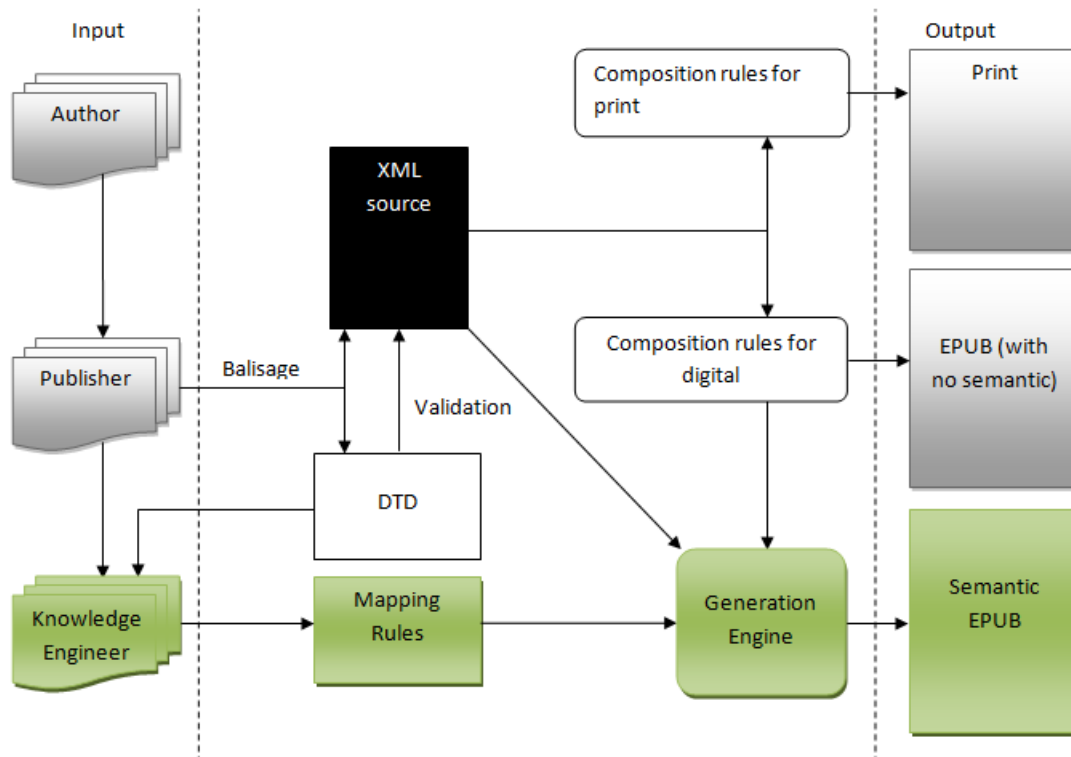 Input
Output
Author
Composition rules for
print
Print
XML
source
Publisher
Balisage
Validation
Composition rules for
digital
EPUB (with
no semantic)
DTD
Knowledge
Engineer
Mapping
Rules
Generation
Engine
Semantic
EPUB